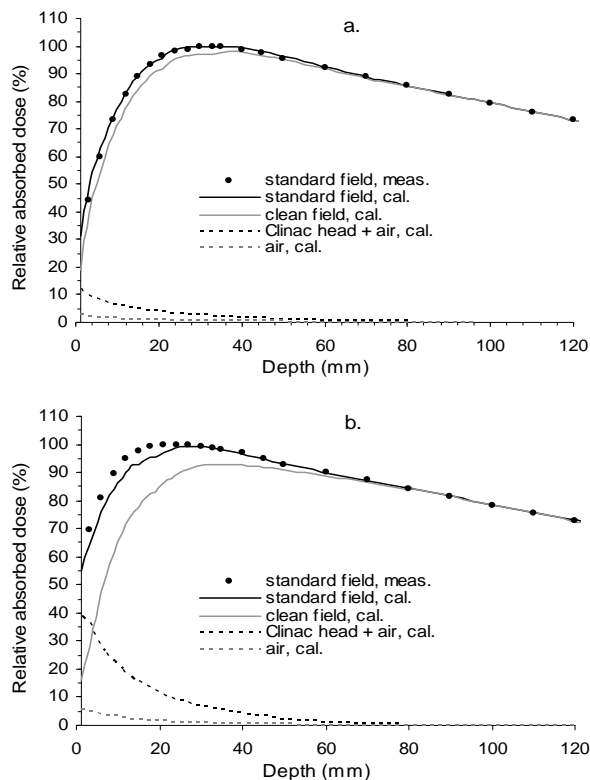 a.
110
100
90
80
70
60
50
40
30
20
10
0
Relative absorbed dose (%)
standard field, meas.
standard field, cal.
clean field, cal.
Clinac head + air, cal.
air, cal.
0 20 40 60 80 100 120
Depth (mm)
b.
110
100
90
80
70
60
50
40
30
20
10
0
Relative absorbed dose (%)
standard field, meas.
standard field, cal.
clean field, cal.
Clinac head + air, cal.
air, cal.
0 20 40 60 80 100 120
Depth (mm)